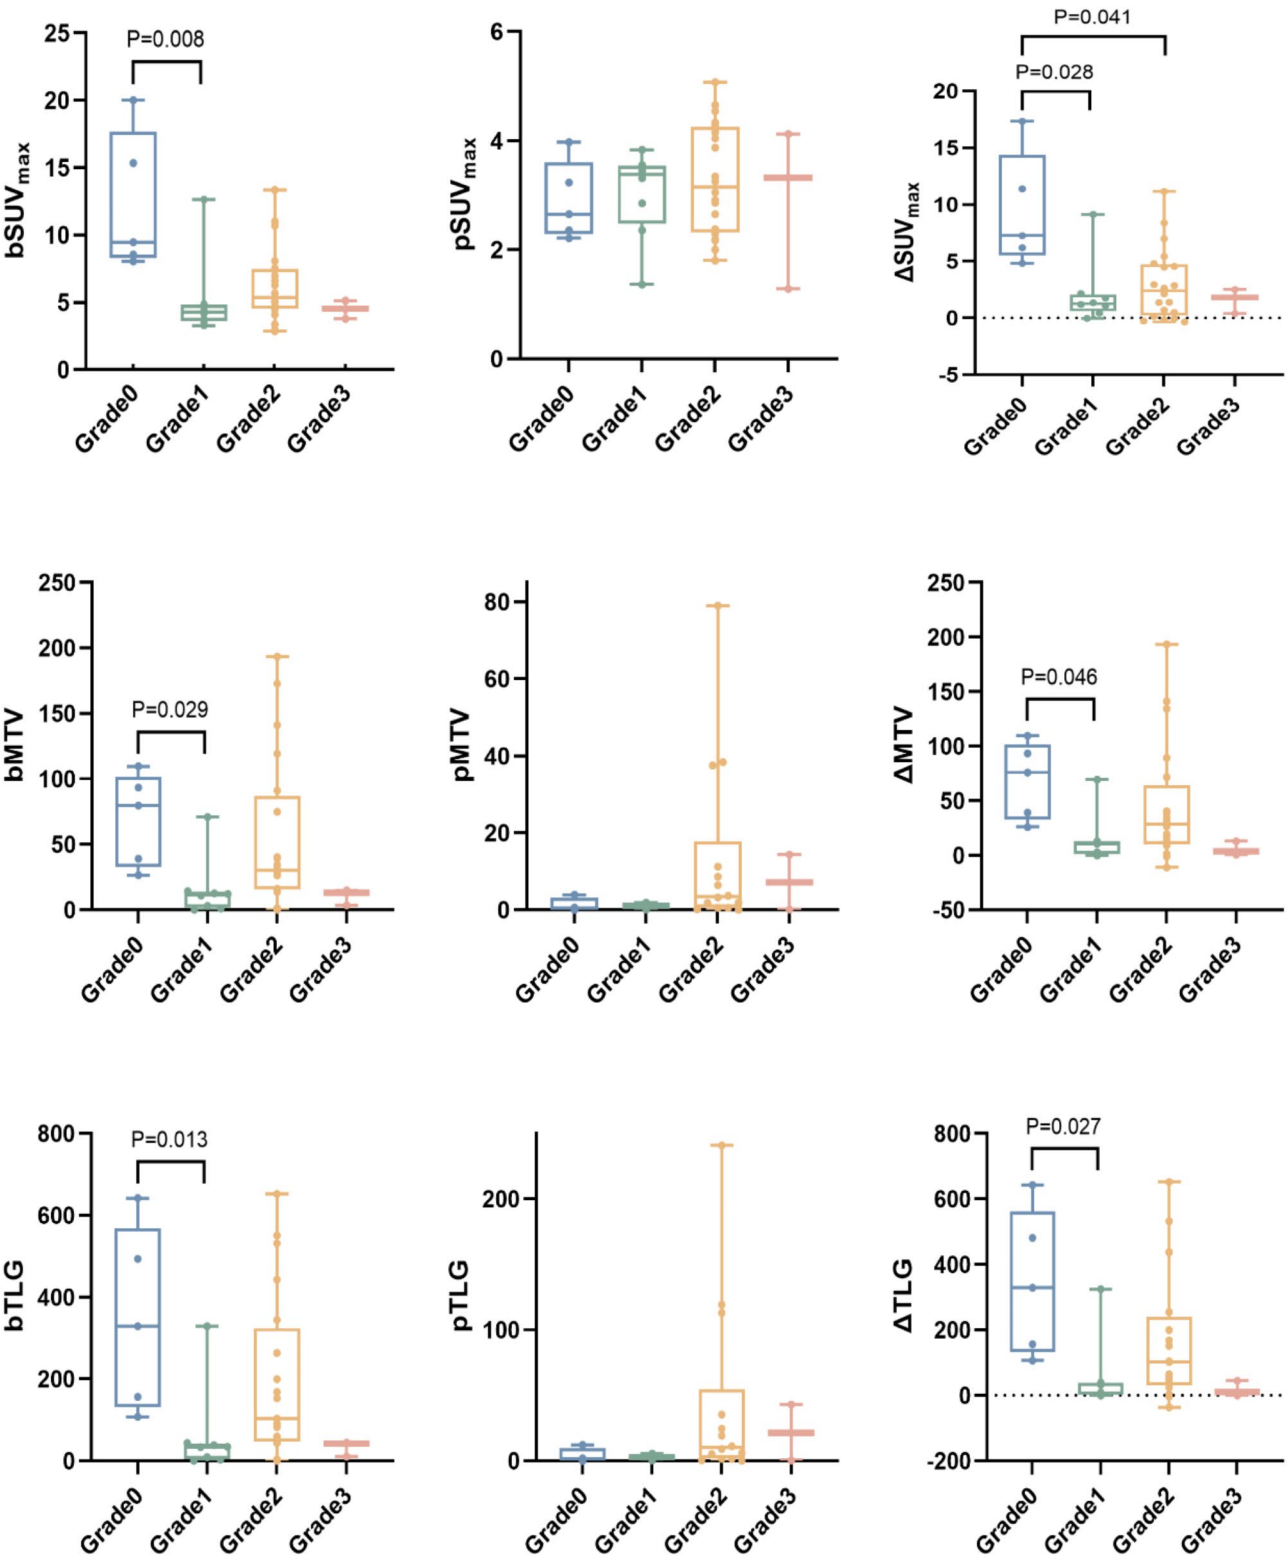 P=0.008
bSUVmax
25
20
15
10
5
0
Grade0 Grade1 Grade2 Grade3
pSUVmax
6
4
2
0
Grade0 Grade1 Grade2 Grade3
P=0.041
P=0.028
ΔSUVmax
20
15
10
5
0
-5
Grade0 Grade1 Grade2 Grade3
P=0.029
bMTV
250
200
150
100
50
0
Grade0 Grade1 Grade2 Grade3
pMTV
80
60
40
20
0
Grade0 Grade1 Grade2 Grade3
P=0.046
ΔMTV
250
200
150
100
50
0
-50
Grade0 Grade1 Grade2 Grade3
P=0.013
bTLG
800
600
400
200
0
Grade0 Grade1 Grade2 Grade3
pTLG
200
100
0
Grade0 Grade1 Grade2 Grade3
P=0.027
ΔTLG
800
600
400
200
0
-200
Grade0 Grade1 Grade2 Grade3